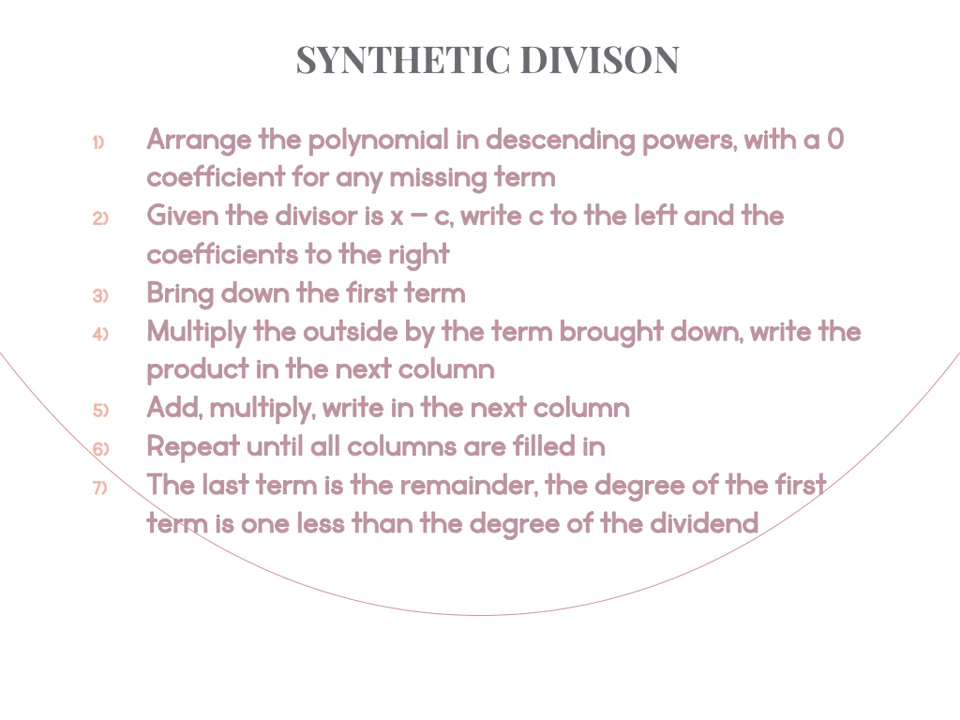 SYNTHETIC DIVISON
1) Arrange the polynomial in descending powers, with a 0
coefficient for any missing term
2) Given the divisor is x – c, write c to the left and the
coefficients to the right
3) Bring down the first term
4) Multiply the outside by the term brought down, write the
product in the next column
5) Add, multiply, write in the next column
6) Repeat until all columns are filled in
7) The last term is the remainder, the degree of the first
term is one less than the degree of the dividend